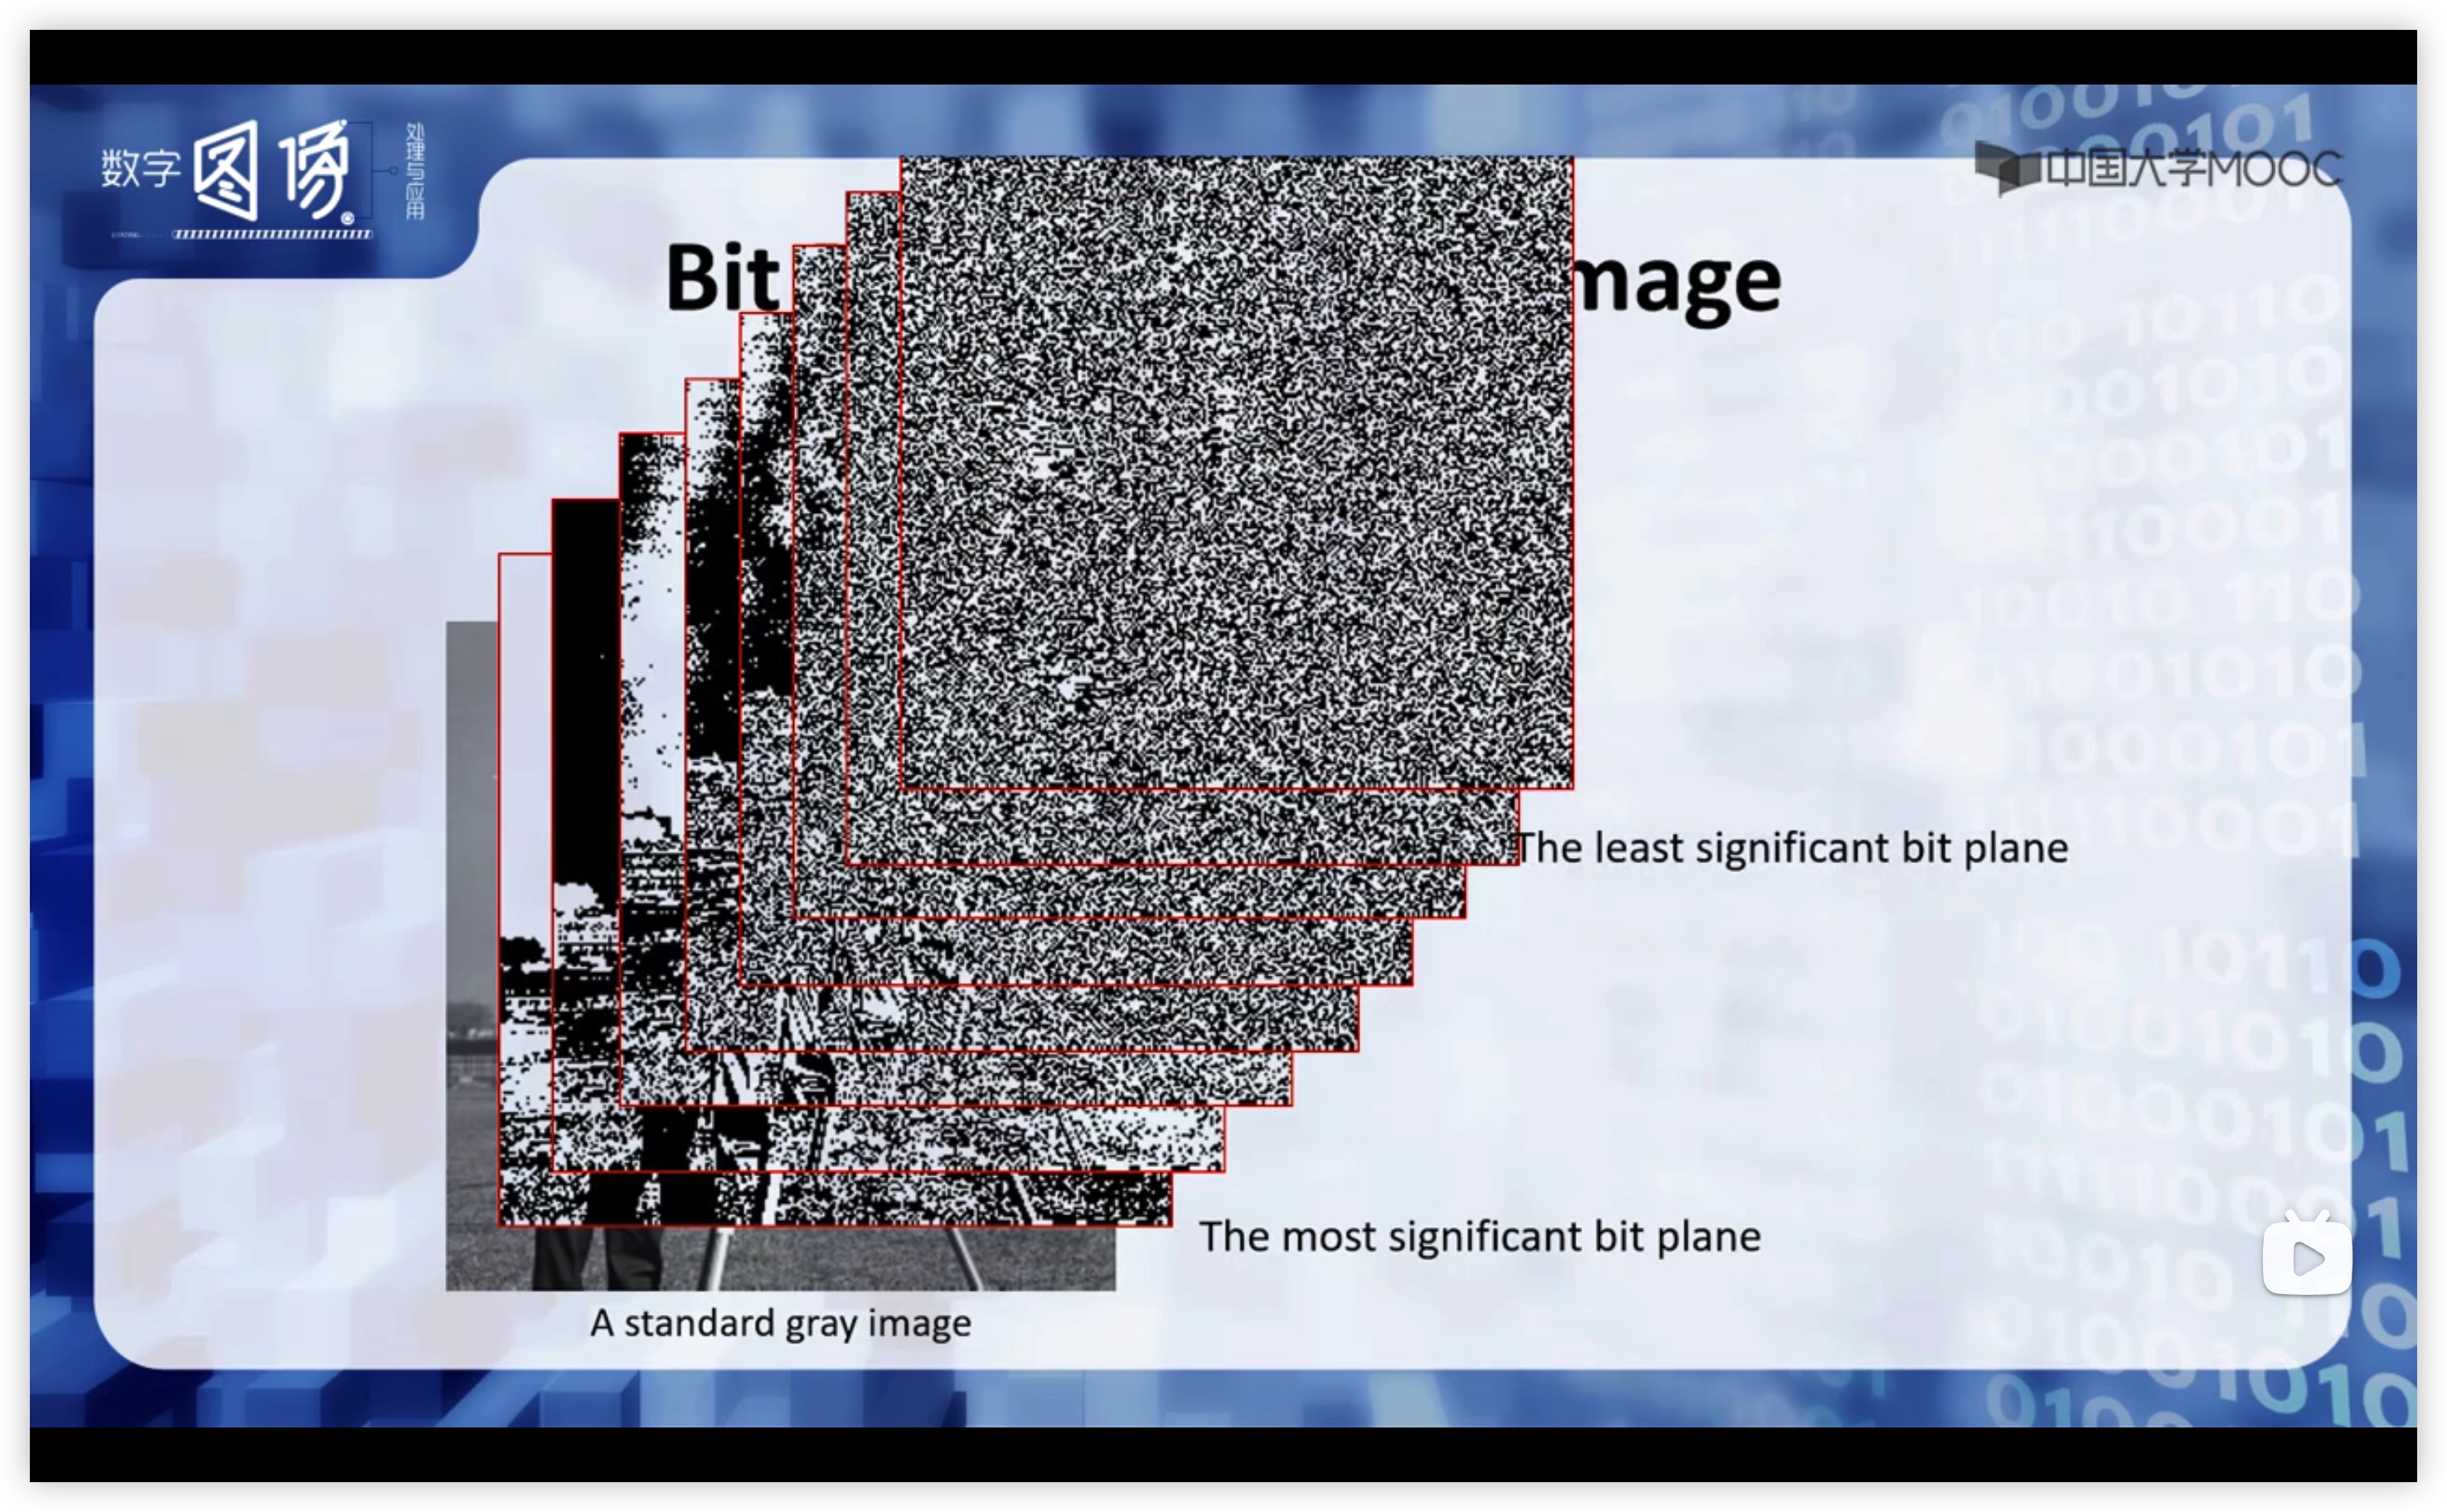 数字图像
处理与应用
中国大学MOOC
Bit mage
The least significant bit plane
The most significant bit plane
A standard gray image